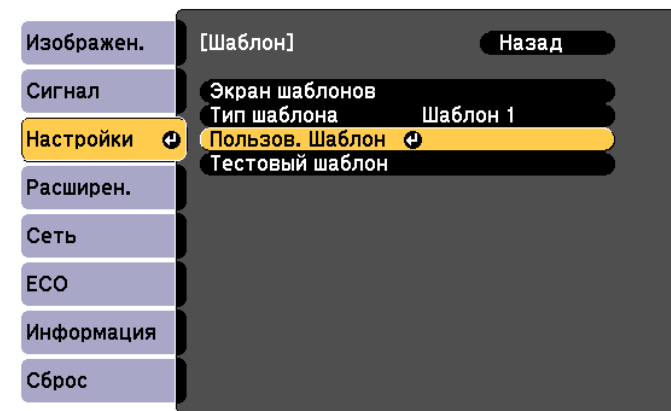 Изображен.
Сигнал
Настройки
Расширен.
Сеть
ECO
Информация
Сброс
[Шаблон] Назад
Экран шаблонов
Тип шаблона Шаблон 1
Пользов. Шаблон
Тестовый шаблон